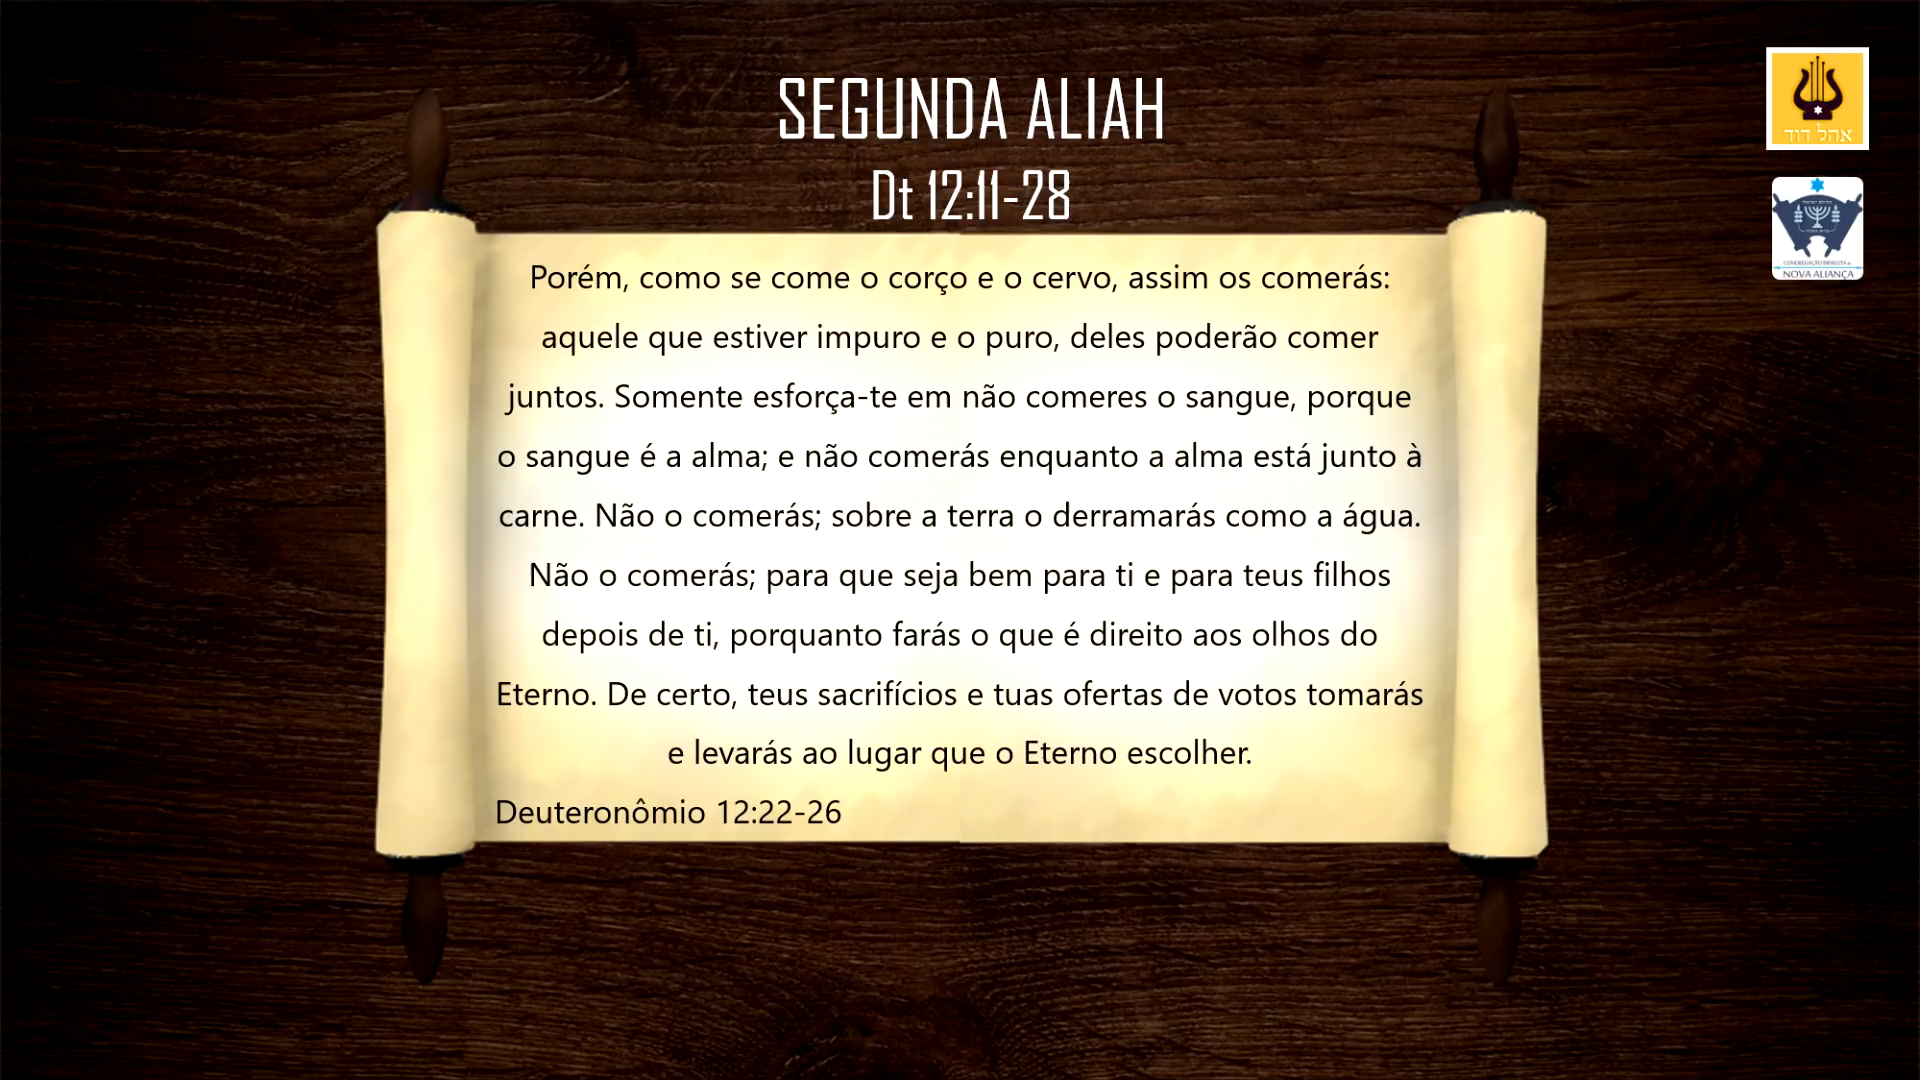 SEGUNDA ALIAH
Dt 12:11-28
Porém, como se come o corço e o cervo, assim os comerás:
aquele que estiver impuro e o puro, deles poderão comer
juntos. Somente esforça-te em não comeres o sangue, porque
o sangue é a alma; e não comerás enquanto a alma está junto à
carne. Não o comerás; sobre a terra o derramarás como a água.
Não o comerás; para que seja bem para ti e para teus filhos
depois de ti, porquanto farás o que é direito aos olhos do
Eterno. De certo, teus sacrifícios e tuas ofertas de votos tomarás
e levarás ao lugar que o Eterno escolher.
Deuteronômio 12:22-26
אהל דוד
NOVA ALIANÇA